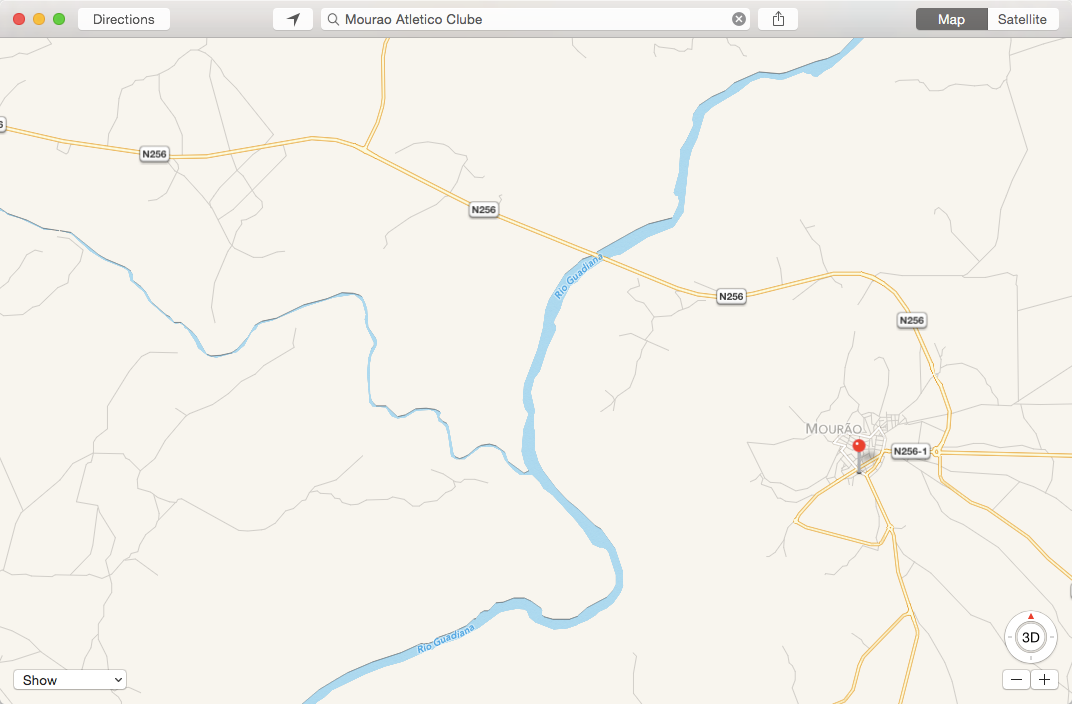 Directions
Mourao Atletico Clube
Map
Satellite
N256
N256
Rio Guadiana
N256
N256
MOURÃO
N256-1
Rio Guadiana
3D
Show